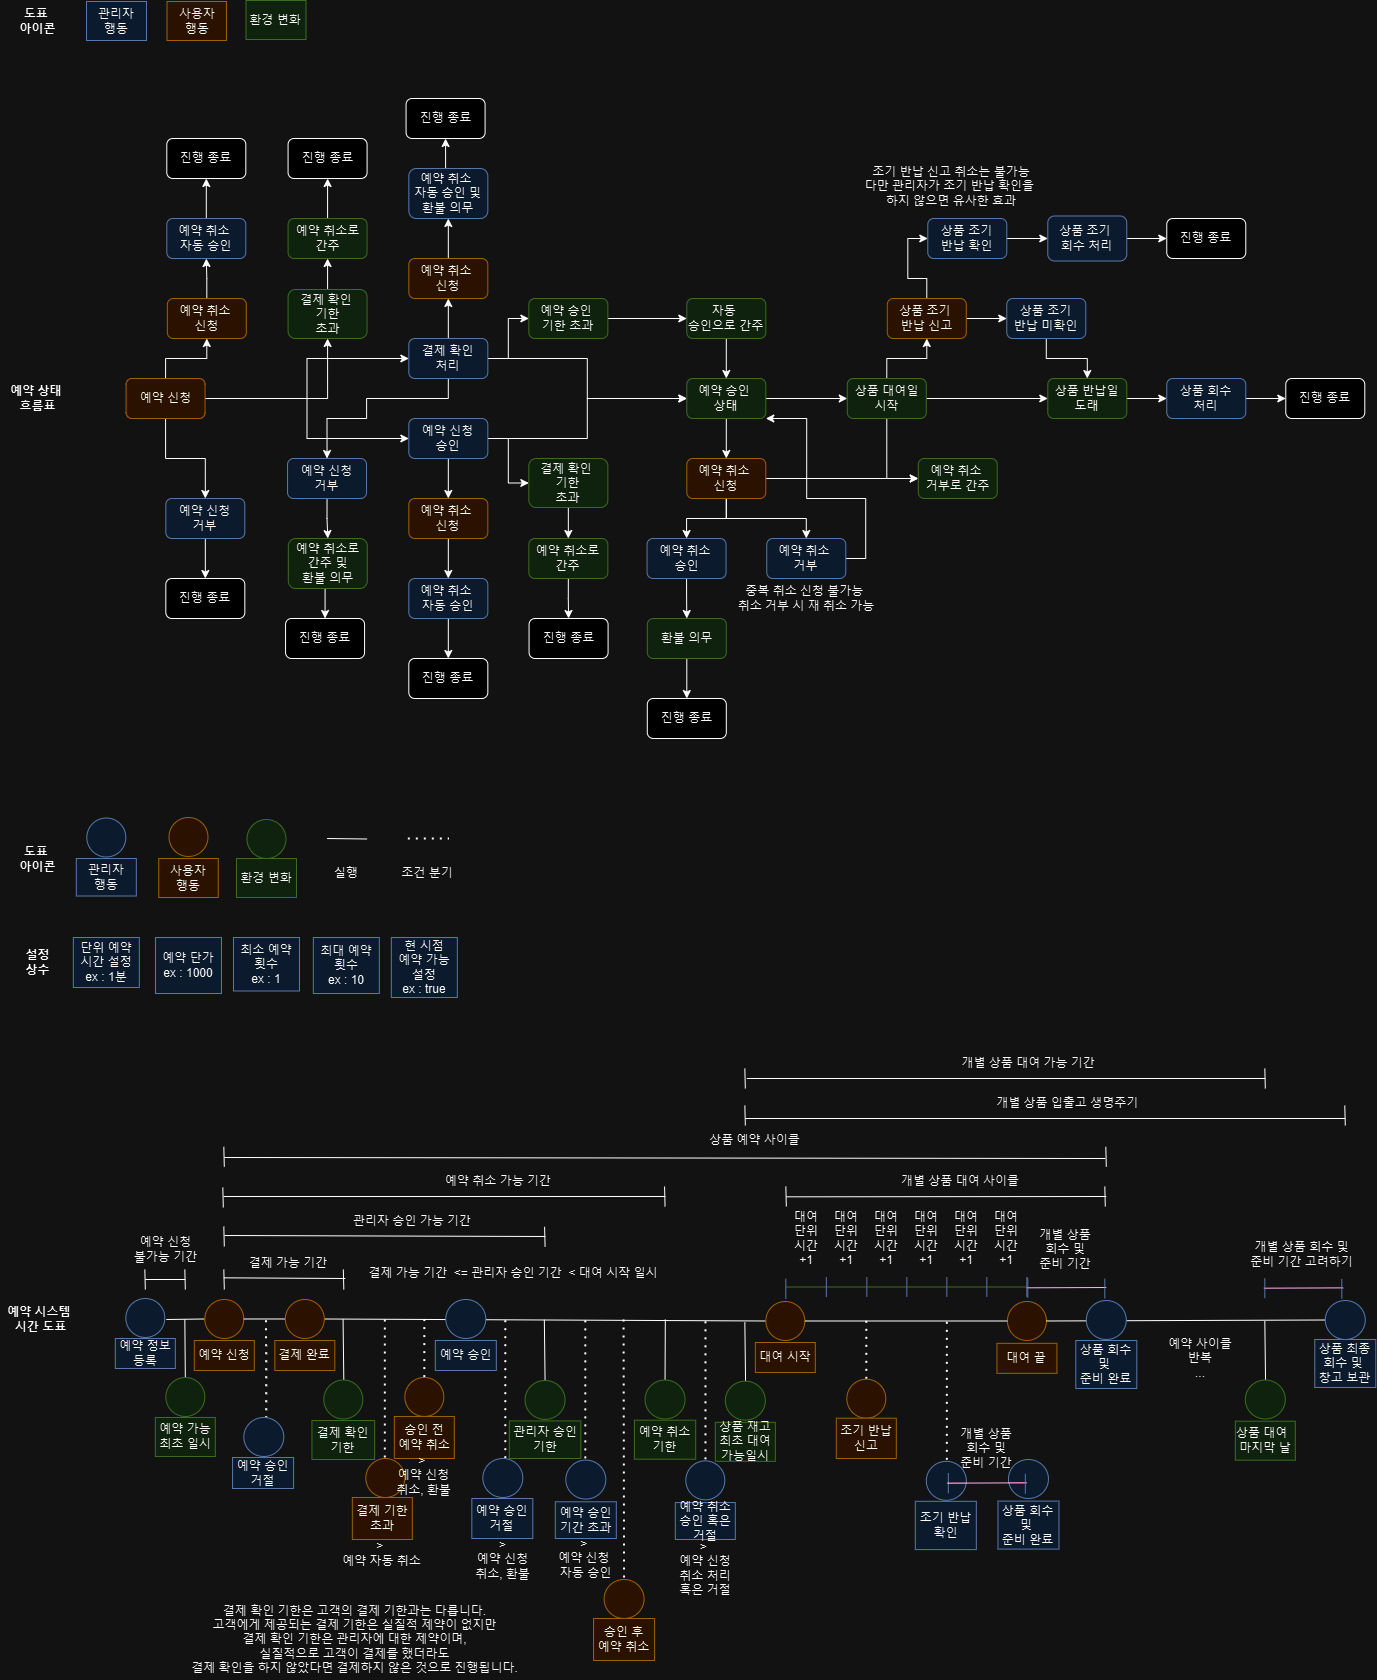 도표
아이콘
관리자
행동
사용자
행동
환경 변화
진행 종료
진행 종료
진행 종료
예약 취소
자동 승인 및
환불 의무
조기 반납 신고 취소는 불가능
다만 관리자가 조기 반납 확인을
하지 않으면 유사한 효과
예약 취소
자동 승인
예약 취소로
간주
상품 조기
반납 확인
상품 조기
회수 처리
진행 종료
예약 취소
신청
예약 취소
신청
결제 확인
기한
초과
예약 승인
기한 초과
자동
승인으로 간주
상품 조기
반납 신고
상품 조기
반납 미확인
결제 확인
처리
예약 상태
흐름표
예약 신청
예약 승인
상태
상품 대여일
시작
상품 반납일
도래
상품 회수
처리
진행 종료
예약 신청
승인
예약 신청
거부
결제 확인
기한
초과
예약 취소
신청
예약 취소
거부로 간주
예약 신청
거부
예약 취소
신청
예약 취소로
간주 및
환불 의무
예약 취소로
간주
예약 취소
승인
예약 취소
거부
중복 취소 신청 불가능
취소 거부 시 재 취소 가능
진행 종료
예약 취소
자동 승인
진행 종료
진행 종료
환불 의무
진행 종료
진행 종료
도표
아이콘
관리자
행동
사용자
행동
환경 변화
실행
조건 분기
설정
상수
단위 예약
시간 설정
ex : 1분
예약 단가
ex : 1000
최소 예약
횟수
ex : 1
최대 예약
횟수
ex : 10
현 시점
예약 가능
설정
ex : true
개별 상품 대여 가능 기간
개별 상품 입출고 생명주기
상품 예약 사이클
예약 취소 가능 기간
개별 상품 대여 사이클
관리자 승인 가능 기간
대여
단위
시간
+1
대여
단위
시간
+1
대여
단위
시간
+1
대여
단위
시간
+1
대여
단위
시간
+1
대여
단위
시간
+1
개별 상품
회수 및
준비 기간
개별 상품 회수 및
준비 기간 고려하기
예약 신청
불가능 기간
결제 가능 기간
결제 가능 기간 <= 관리자 승인 기간 < 대여 시작 일시
예약 시스템
시간 도표
예약 정보
등록
예약 신청
결제 완료
예약 승인
대여 시작
대여 끝
상품 회수
및
준비 완료
예약 사이클
반복
...
상품 최종
회수 및
창고 보관
예약 가능
최초 일시
예약 승인
거절
결제 확인
기한
승인 전
예약 취소
>
예약 신청
취소, 환불
관리자 승인
기한
예약 취소
기한
상품 재고
최초 대여
가능일시
조기 반납
신고
개별 상품
회수 및
준비 기간
상품 대여
마지막 날
결제 기한
초과
>
예약 자동 취소
예약 승인
거절
>
예약 신청
취소, 환불
예약 승인
기간 초과
>
예약 신청
자동 승인
예약 취소
승인 혹은
거절
>
예약 신청
취소 처리
혹은 거절
조기 반납
확인
상품 회수
및
준비 완료
승인 후
예약 취소
결제 확인 기한은 고객의 결제 기한과는 다릅니다.
고객에게 제공되는 결제 기한은 실질적 제약이 없지만
결제 확인 기한은 관리자에 대한 제약이며,
실질적으로 고객이 결제를 했더라도
결제 확인을 하지 않았다면 결제하지 않은 것으로 진행됩니다.